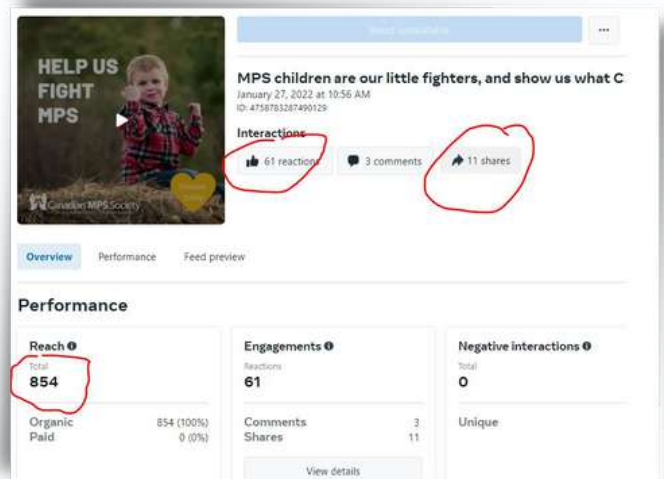 HELP US
FIGHT
MPS
Canadian MPS Society
...
MPS children are our little fighters, and show us what C
January 27, 2022 at 10:56 AM
ID: 4758783287490129
Interactions
61 reactions
3 comments
11 shares
Overview
Performance
Feed preview
Performance
Reach
Total
854
Organic 854 (100%)
Paid 0 (0%)
Engagements
Reactions
61
Comments 3
Shares 11
View details
Negative interactions
Total
0
Unique